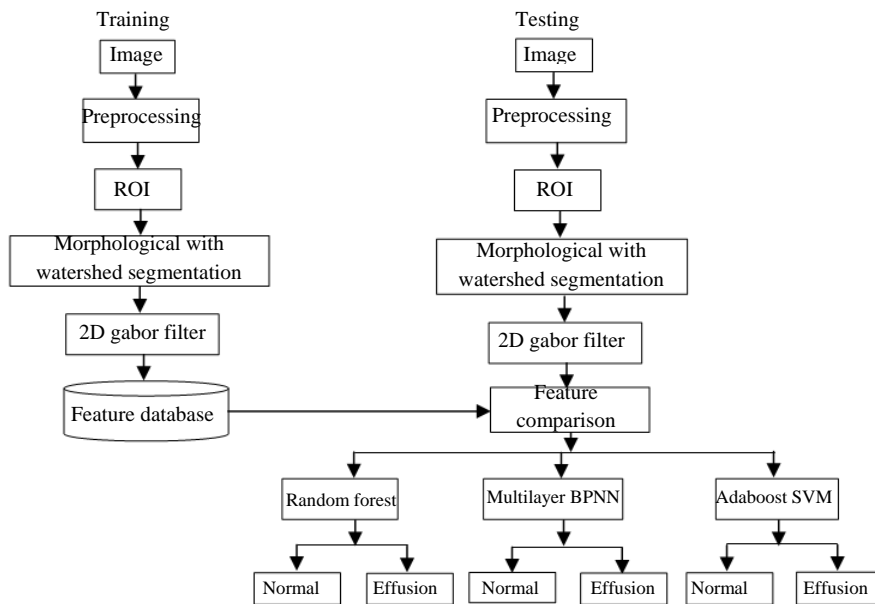 Training
Image
Preprocessing
ROI
Morphological with
watershed segmentation
2D gabor filter
Feature database
Testing
Image
Preprocessing
ROI
Morphological with
watershed segmentation
2D gabor filter
Feature
comparison
Random forest
Multilayer BPNN
Adaboost SVM
Normal
Effusion
Normal
Effusion
Normal
Effusion